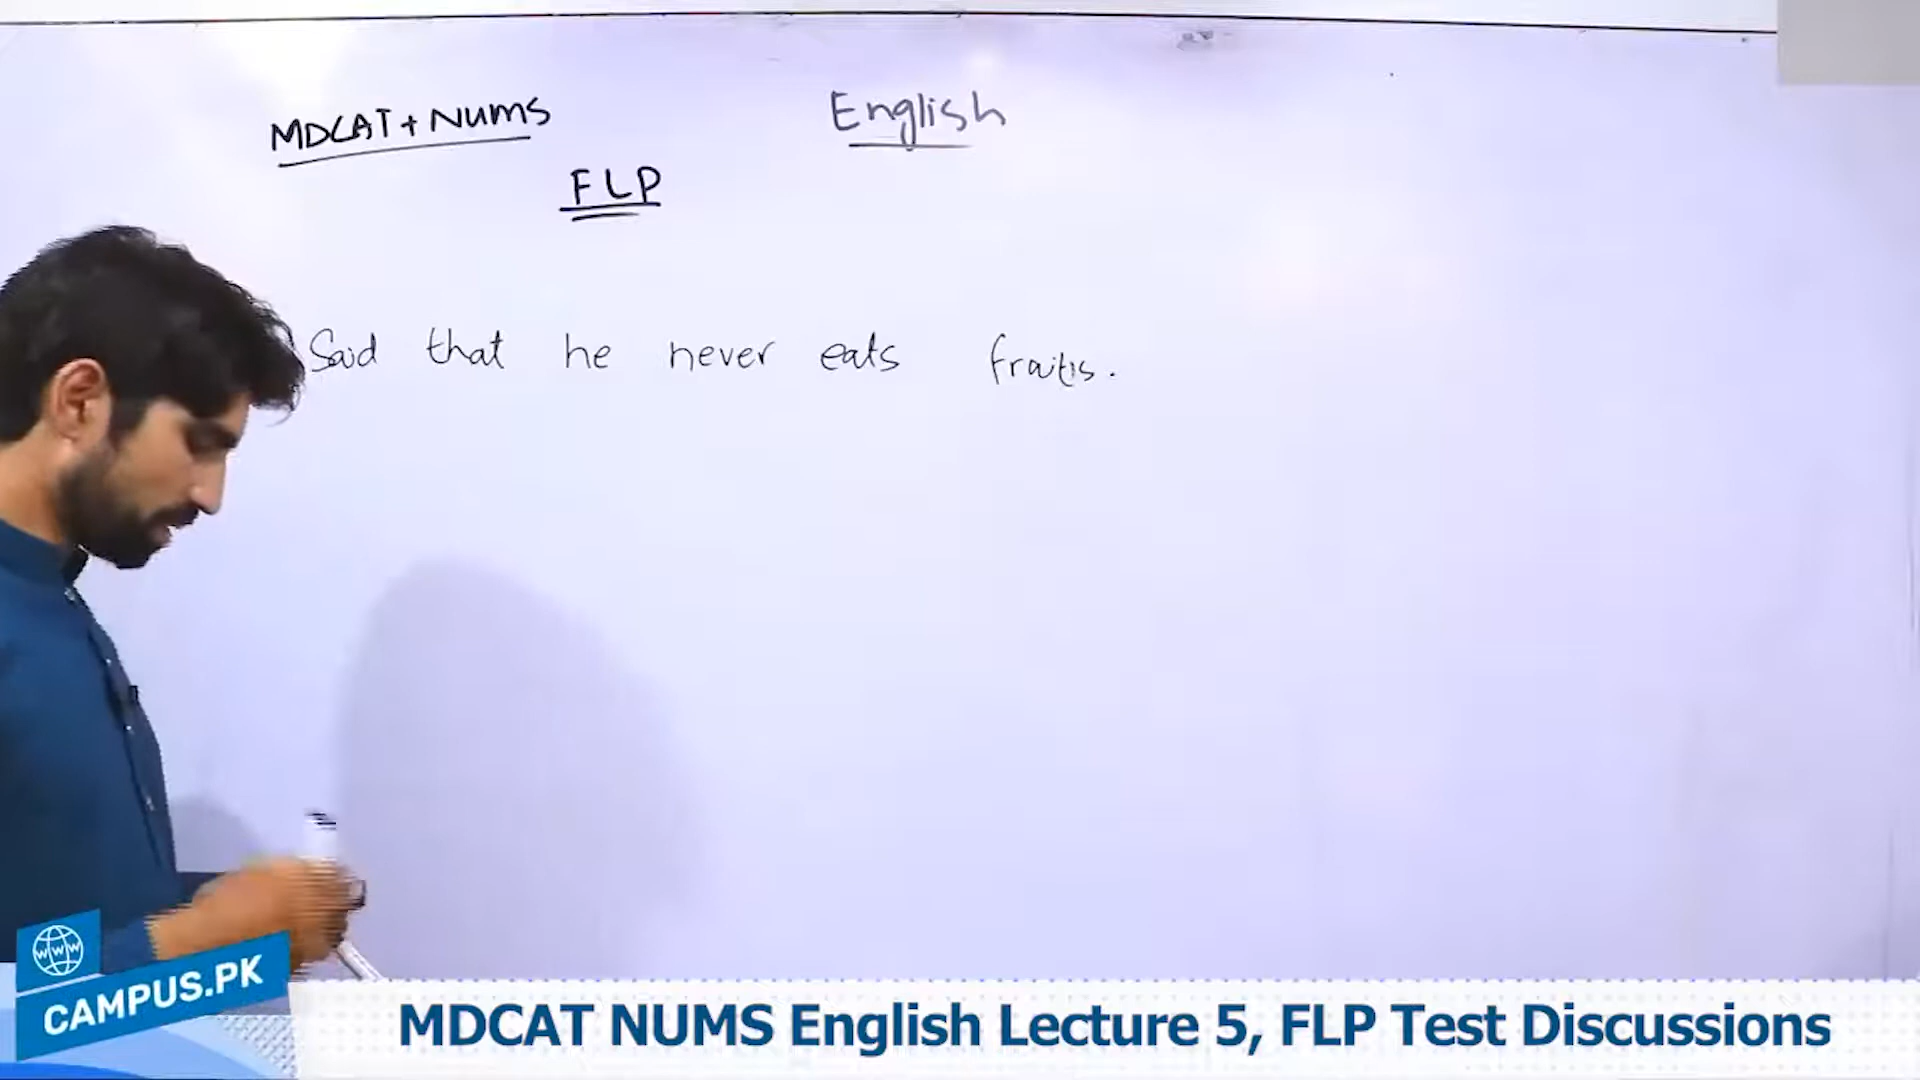 MDCAT + NUMS
English
FLP
Said that he never eats fruits.
www
CAMPUS.PK
MDCAT NUMS English Lecture 5, FLP Test Discussions